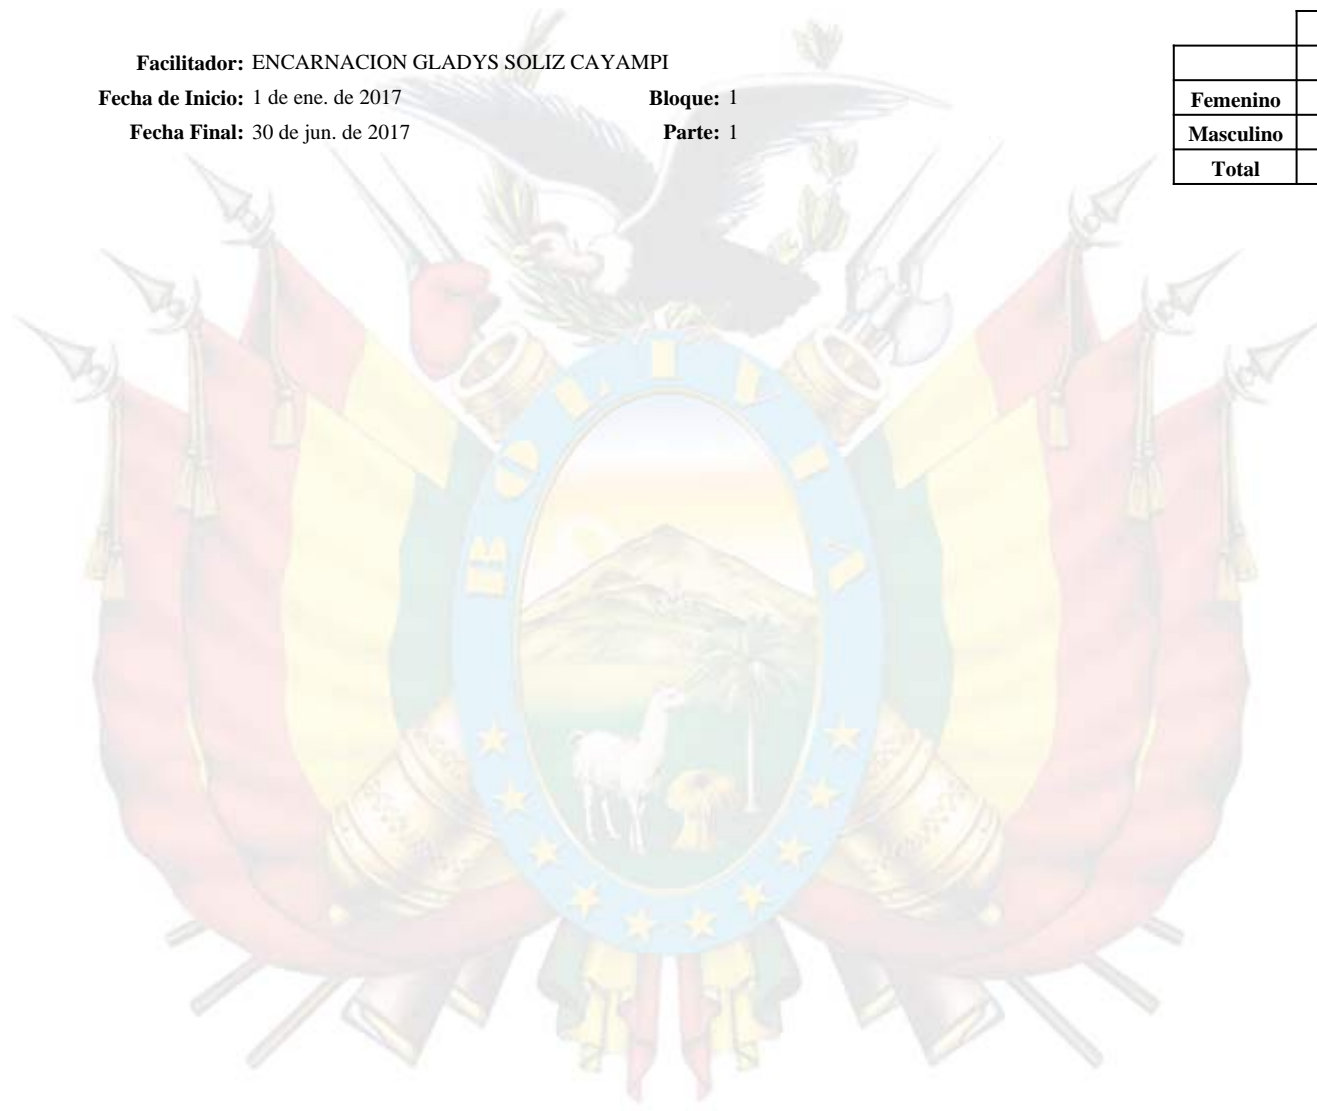 Facilitador: ENCARNACION GLADYS SOLIZ CAYAMPI
Fecha de Inicio: 1 de ene. de 2017 Bloque: 1
Fecha Final: 30 de jun. de 2017 Parte: 1
Femenino
Masculino
Total
BOLIVIA